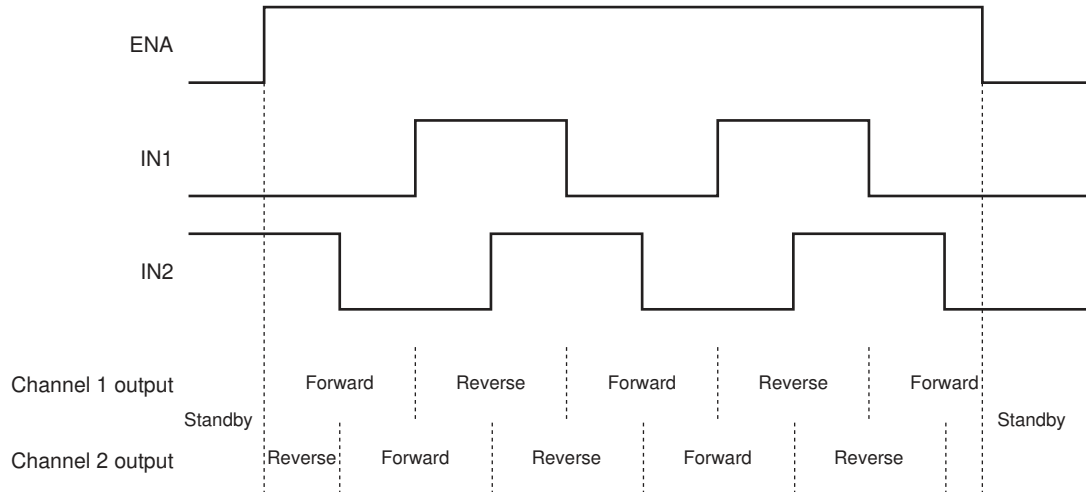 ENA
IN1
IN2
Channel 1 output Forward Reverse Forward Reverse Forward
Standby Standby
Channel 2 output Reverse Forward Reverse Forward Reverse